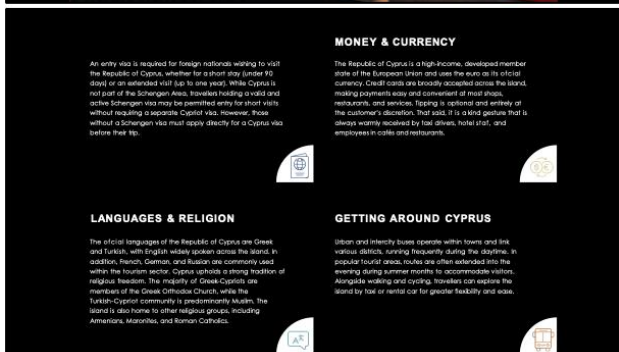 An entry visa is required for foreign nationals wishing to visit
the Republic of Cyprus, whether for a short stay (under 90
days) or an extended visit (up to one year). While Cyprus is
not part of the Schengen Area, travellers holding a valid and
active Schengen visa may be permitted entry for short visits
without requiring a separate Cypriot visa. However, those
without a Schengen visa must apply directly for a Cyprus visa
before their trip.
MONEY & CURRENCY
The Republic of Cyprus is a high-income, developed member
state of the European Union and uses the euro as its ofcial
currency. Credit cards are broadly accepted across the island,
making payments easy and convenient at most shops,
restaurants, and services. Tipping is optional and entirely at
the customer's discretion. That said, it is a kind gesture that is
always warmly received by taxi drivers, hotel staf, and
employees in cafés and restaurants.
LANGUAGES & RELIGION
The ofcial languages of the Republic of Cyprus are Greek
and Turkish, with English widely spoken across the island. In
addition, French, German, and Russian are commonly used
within the tourism sector. Cyprus upholds a strong tradition of
religious freedom. The majority of Greek-Cypriots are
members of the Greek Orthodox Church, while the
Turkish-Cypriot community is predominantly Muslim. The
island is also home to other religious groups, including
Armenians, Maronites, and Roman Catholics.
GETTING AROUND CYPRUS
Urban and intercity buses operate within towns and link
various districts, running frequently during the daytime. In
popular tourist areas, routes are often extended into the
evening during summer months to accommodate visitors.
Alongside walking and cycling, travellers can explore the
island by taxi or rental car for greater flexibility and ease.